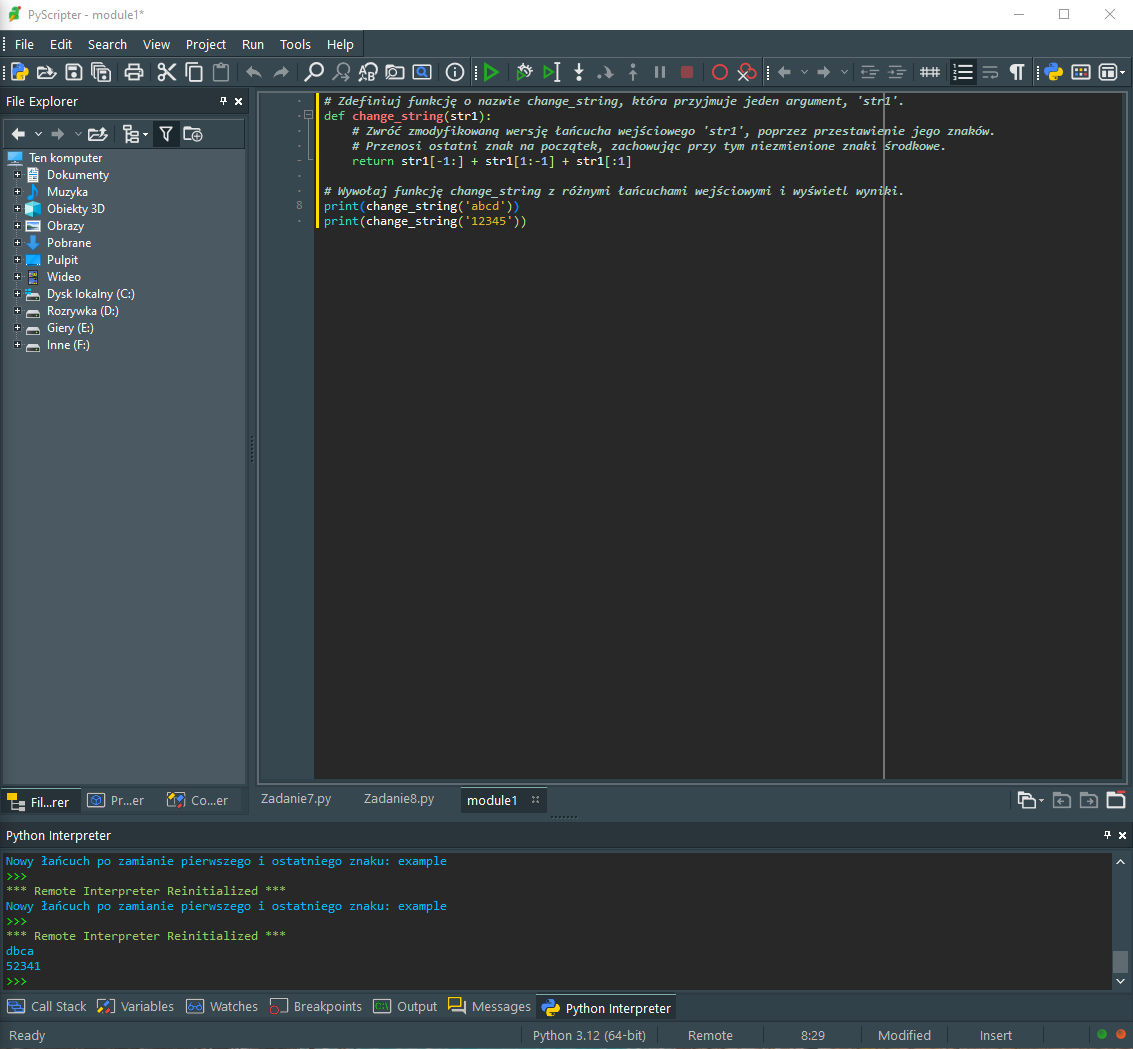 PyScripter - module1*
File Edit Search View Project Run Tools Help
File Explorer
Ten komputer
Dokumenty
Muzyka
Obiekty 3D
Obrazy
Pobrane
Pulpit
Wideo
Dysk lokalny (C:)
Rozrywka (D:)
Giery (E:)
Inne (F:)
Fil...rer Pr...er Co...er
# Zdefiniuj funkcję o nazwie change_string, która przyjmuje jeden argument, 'str1'.
def change_string(str1):
    # Zwróć zmodyfikowaną wersję łańcucha wejściowego 'str1', poprzez przestawienie jego znaków.
    # Przenosi ostatni znak na początek, zachowując przy tym niezmienione znaki środkowe.
    return str1[-1:] + str1[1:-1] + str1[:1]
# Wywołaj funkcję change_string z różnymi łańcuchami wejściowymi i wyświetl wyniki.
8 print(change_string('abcd'))
print(change_string('12345'))
Zadanie7.py Zadanie8.py module1
Python Interpreter
Nowy łańcuch po zamianie pierwszego i ostatniego znaku: example
>>>
*** Remote Interpreter Reinitialized ***
Nowy łańcuch po zamianie pierwszego i ostatniego znaku: example
>>>
*** Remote Interpreter Reinitialized ***
dbca
52341
>>>
Call Stack Variables Watches Breakpoints Output Messages Python Interpreter
Ready Python 3.12 (64-bit) Remote 8:29 Modified Insert